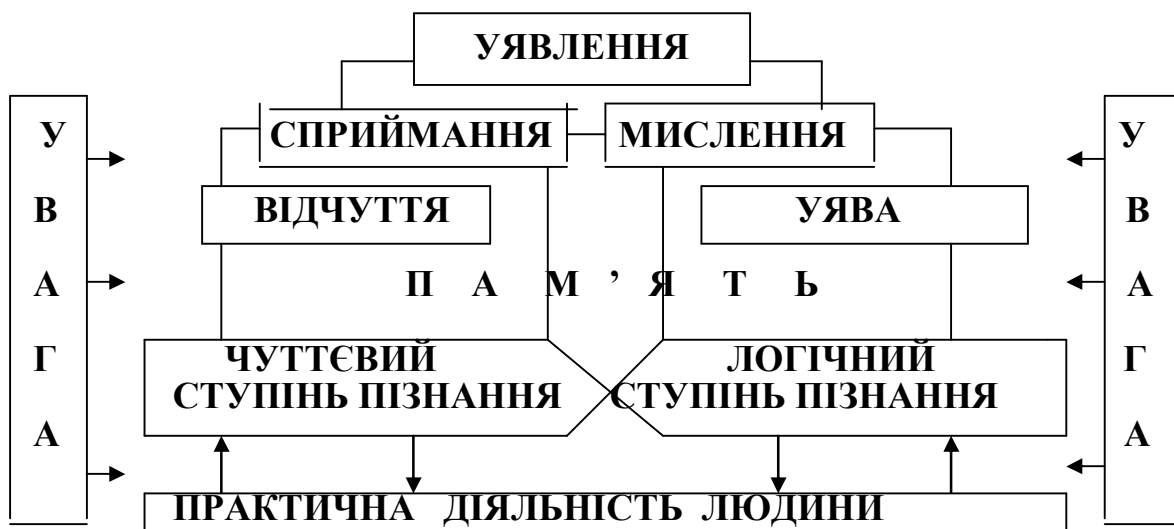 УЯВЛЕННЯ
СПРИЙМАННЯ МИСЛЕННЯ
ВІДЧУТТЯ УЯВА
П А М ’ Я Т Ь
ЧУТТЄВИЙ
СТУПІНЬ ПІЗНАННЯ
ЛОГІЧНИЙ
СТУПІНЬ ПІЗНАННЯ
ПРАКТИЧНА ДІЯЛЬНІСТЬ ЛЮДИНИ
У
В
А
Г
А
У
В
А
Г
А